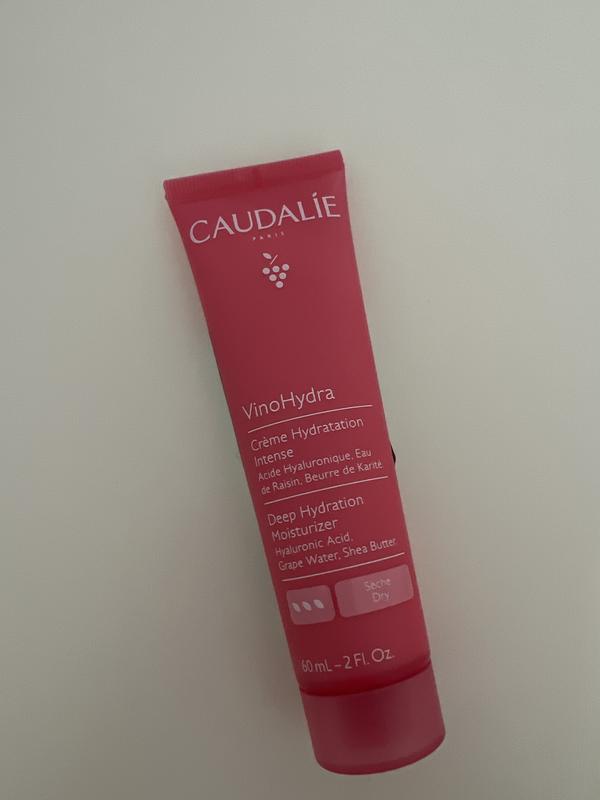 CAUDALÍE
PARIS
VinoHydra
Crème Hydratation
Intense
Acide Hyaluronique, Eau
de Raisin, Beurre de Karité
Deep Hydration
Moisturizer
Hyaluronic Acid,
Grape Water, Shea Butter
Sèche
Dry
60 mL – 2 Fl. Oz.